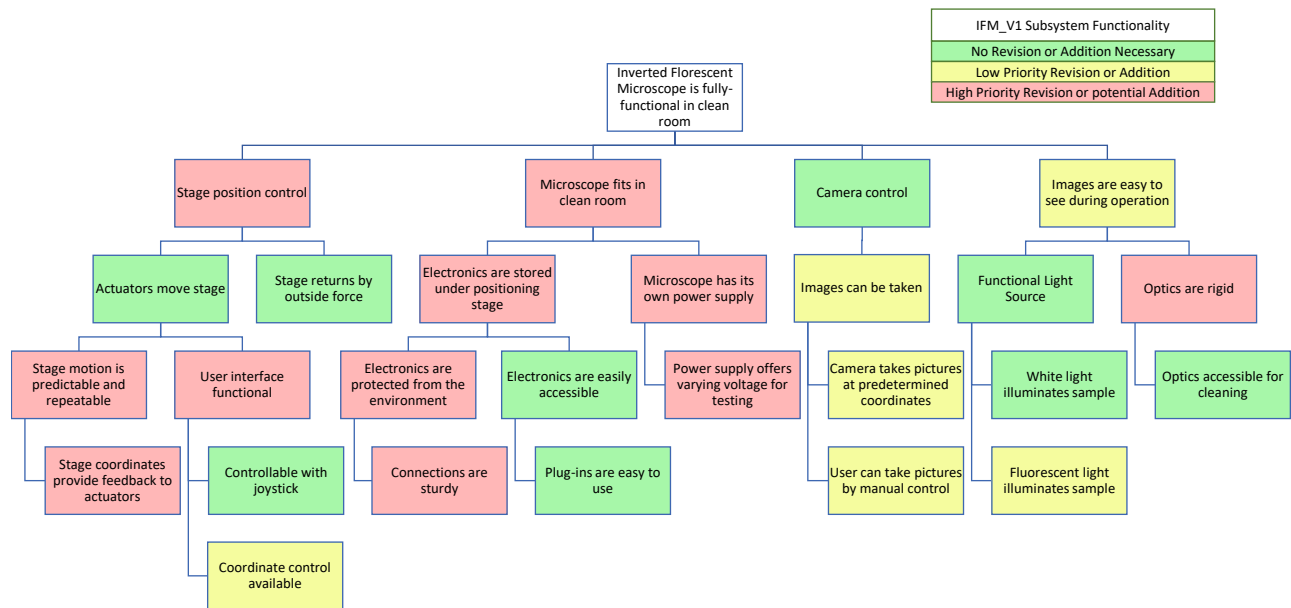 IFM_V1 Subsystem Functionality
No Revision or Addition Necessary
Low Priority Revision or Addition
High Priority Revision or potential Addition
Inverted Florescent
Microscope is fully-
functional in clean
room
Stage position control
Microscope fits in
clean room
Camera control
Images are easy to
see during operation
Actuators move stage
Stage returns by
outside force
Electronics are stored
under positioning
stage
Microscope has its
own power supply
Images can be taken
Functional Light
Source
Optics are rigid
Stage motion is
predictable and
repeatable
User interface
functional
Electronics are
protected from the
environment
Electronics are easily
accessible
Power supply offers
varying voltage for
testing
Camera takes pictures
at predetermined
coordinates
White light
illuminates sample
Optics accessible for
cleaning
Stage coordinates
provide feedback to
actuators
Controllable with
joystick
Connections are
sturdy
Plug-ins are easy to
use
User can take pictures
by manual control
Fluorescent light
illuminates sample
Coordinate control
available